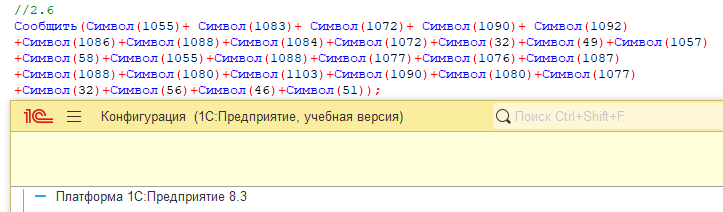 //2.6
Сообщить(Символ(1055)+ Символ(1083)+ Символ(1072)+ Символ(1090)+ Символ(1092)
+Символ(1086)+Символ(1088)+Символ(1084)+Символ(1072)+Символ(32)+Символ(49)+Символ(1057)
+Символ(58)+Символ(1055)+Символ(1088)+Символ(1077)+Символ(1076)+Символ(1087)
+Символ(1088)+Символ(1080)+Символ(1103)+Символ(1090)+Символ(1080)+Символ(1077)
+Символ(32)+Символ(56)+Символ(46)+Символ(51));
1С Конфигурация (1С:Предприятие, учебная версия) Поиск Ctrl+Shift+F
Платформа 1С:Предприятие 8.3